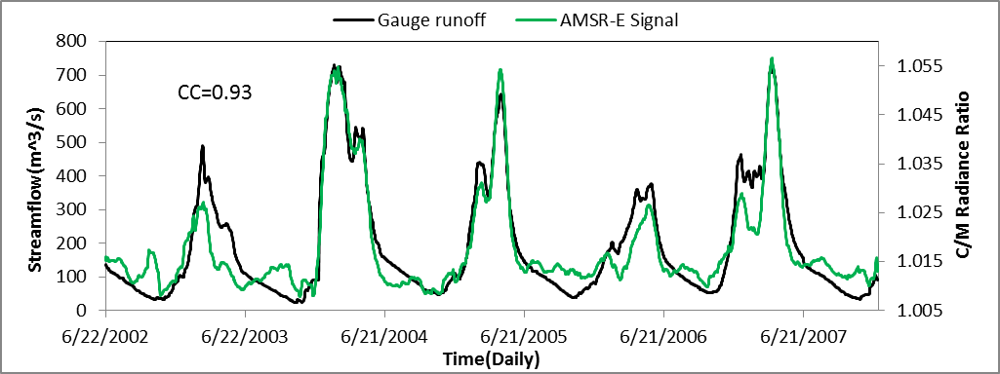 Gauge runoff AMSR-E Signal
800
700
600
500
400
300
200
100
0
Streamflow(m^3/s)
CC=0.93
1.055
1.045
1.035
1.025
1.015
1.005
C/M Radiance Ratio
6/22/2002 6/22/2003 6/21/2004 6/21/2005 6/21/2006 6/21/2007
Time(Daily)